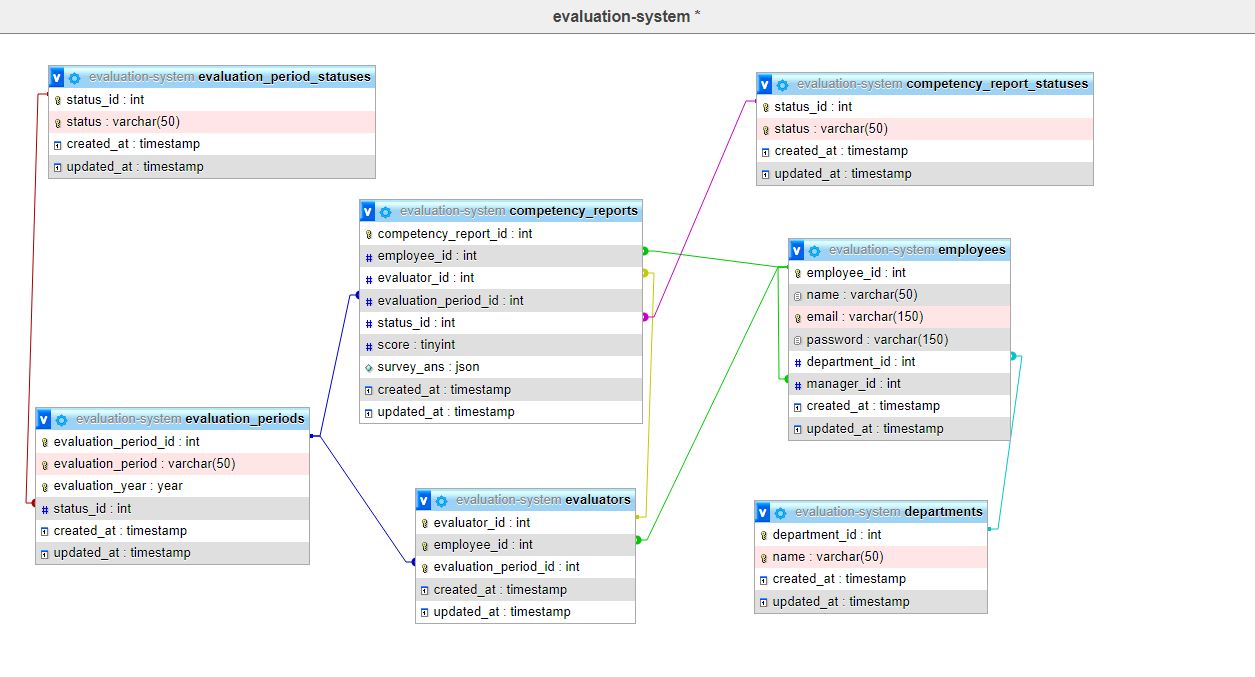 evaluation-system *
evaluation-system evaluation_period_statuses
status_id : int
status : varchar(50)
created_at : timestamp
updated_at : timestamp
evaluation-system competency_report_statuses
status_id : int
status : varchar(50)
created_at : timestamp
updated_at : timestamp
evaluation-system competency_reports
competency_report_id : int
employee_id : int
evaluator_id : int
evaluation_period_id : int
status_id : int
score : tinyint
survey_ans : json
created_at : timestamp
updated_at : timestamp
evaluation-system employees
employee_id : int
name : varchar(50)
email : varchar(150)
password : varchar(150)
department_id : int
manager_id : int
created_at : timestamp
updated_at : timestamp
evaluation-system evaluation_periods
evaluation_period_id : int
evaluation_period : varchar(50)
evaluation_year : year
status_id : int
created_at : timestamp
updated_at : timestamp
evaluation-system evaluators
evaluator_id : int
employee_id : int
evaluation_period_id : int
created_at : timestamp
updated_at : timestamp
evaluation-system departments
department_id : int
name : varchar(50)
created_at : timestamp
updated_at : timestamp